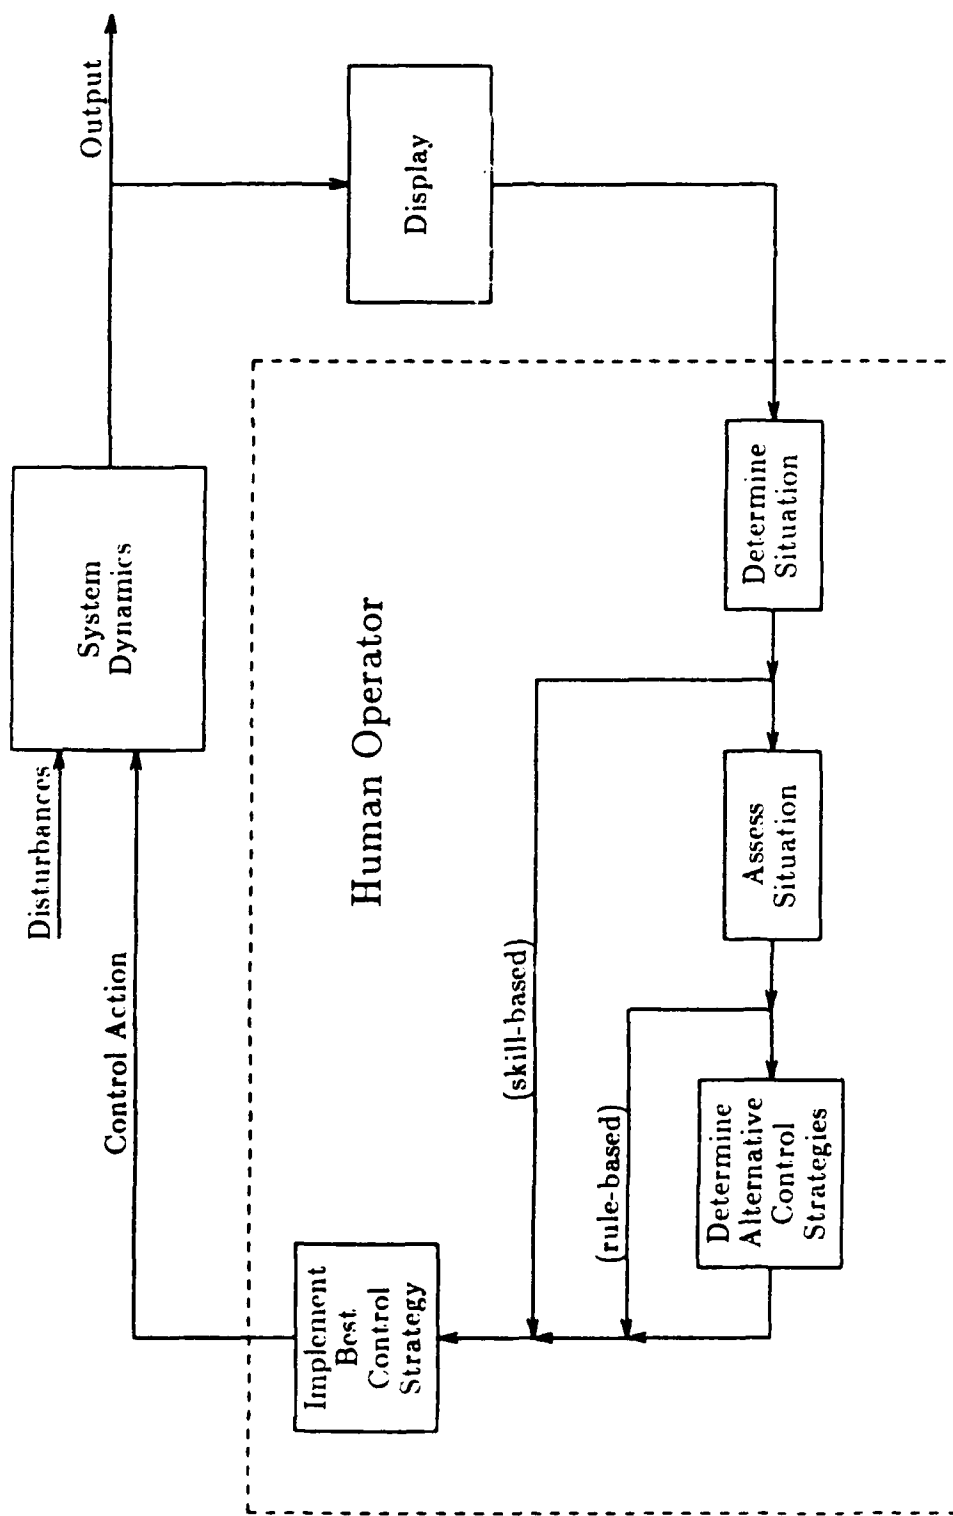 Disturbances
Control Action
System
Dynamics
Output
Display
Human Operator
Implement
Best
Control
Strategy
(skill-based)
(rule-based)
Determine
Alternative
Control
Strategies
Assess
Situation
Determine
Situation